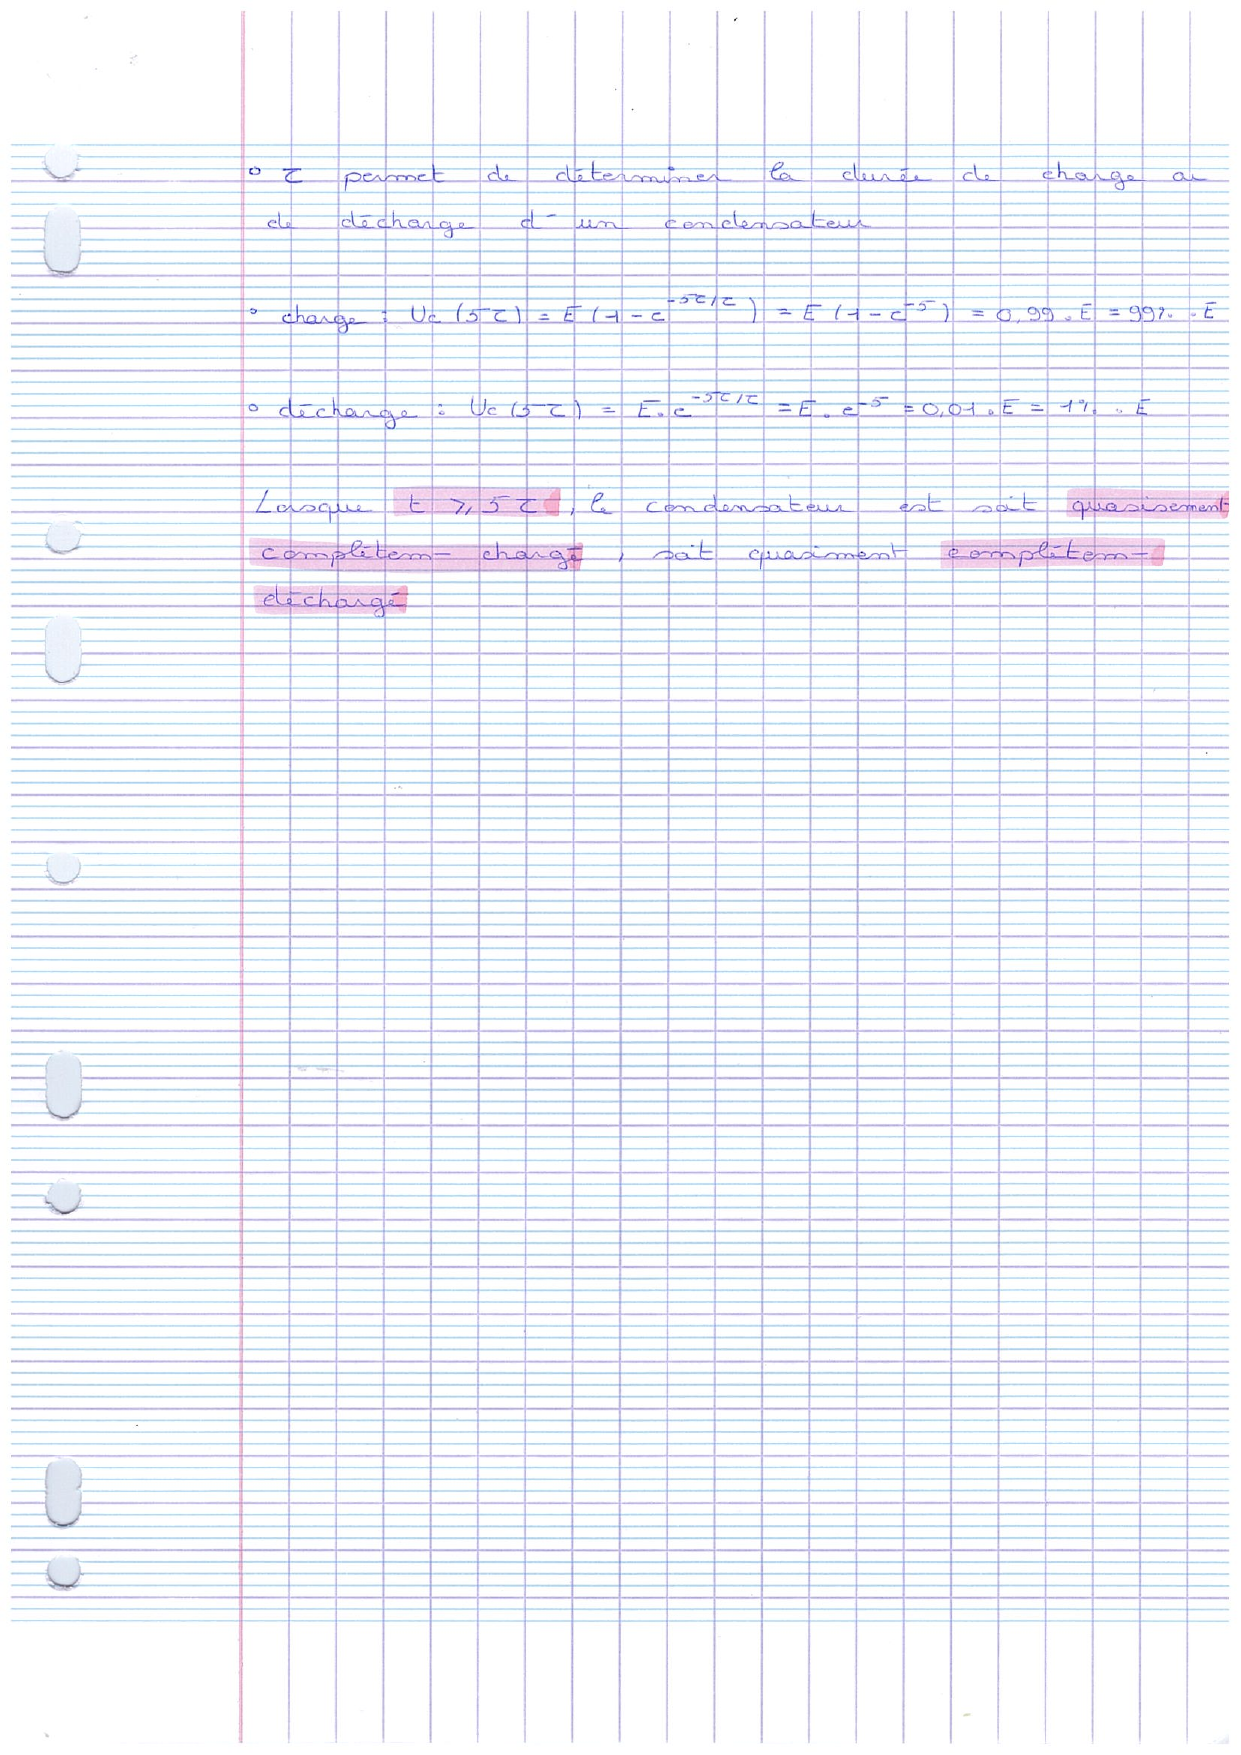 ° τ permet de déterminer la durée de charge ou
de décharge d'un condensateur
° charge : Uc (5τ) = E (1 - e^-5τ/τ) = E (1 - e^-5) = 0,99 . E = 99% . E
° décharge : Uc (5τ) = E . e^-5τ/τ = E . e^-5 = 0,01 . E = 1% . E
Lorsque t ⩾ 5τ, le condensateur est soit quasisement
complètem- chargé, soit quasiment complètem-
déchargé